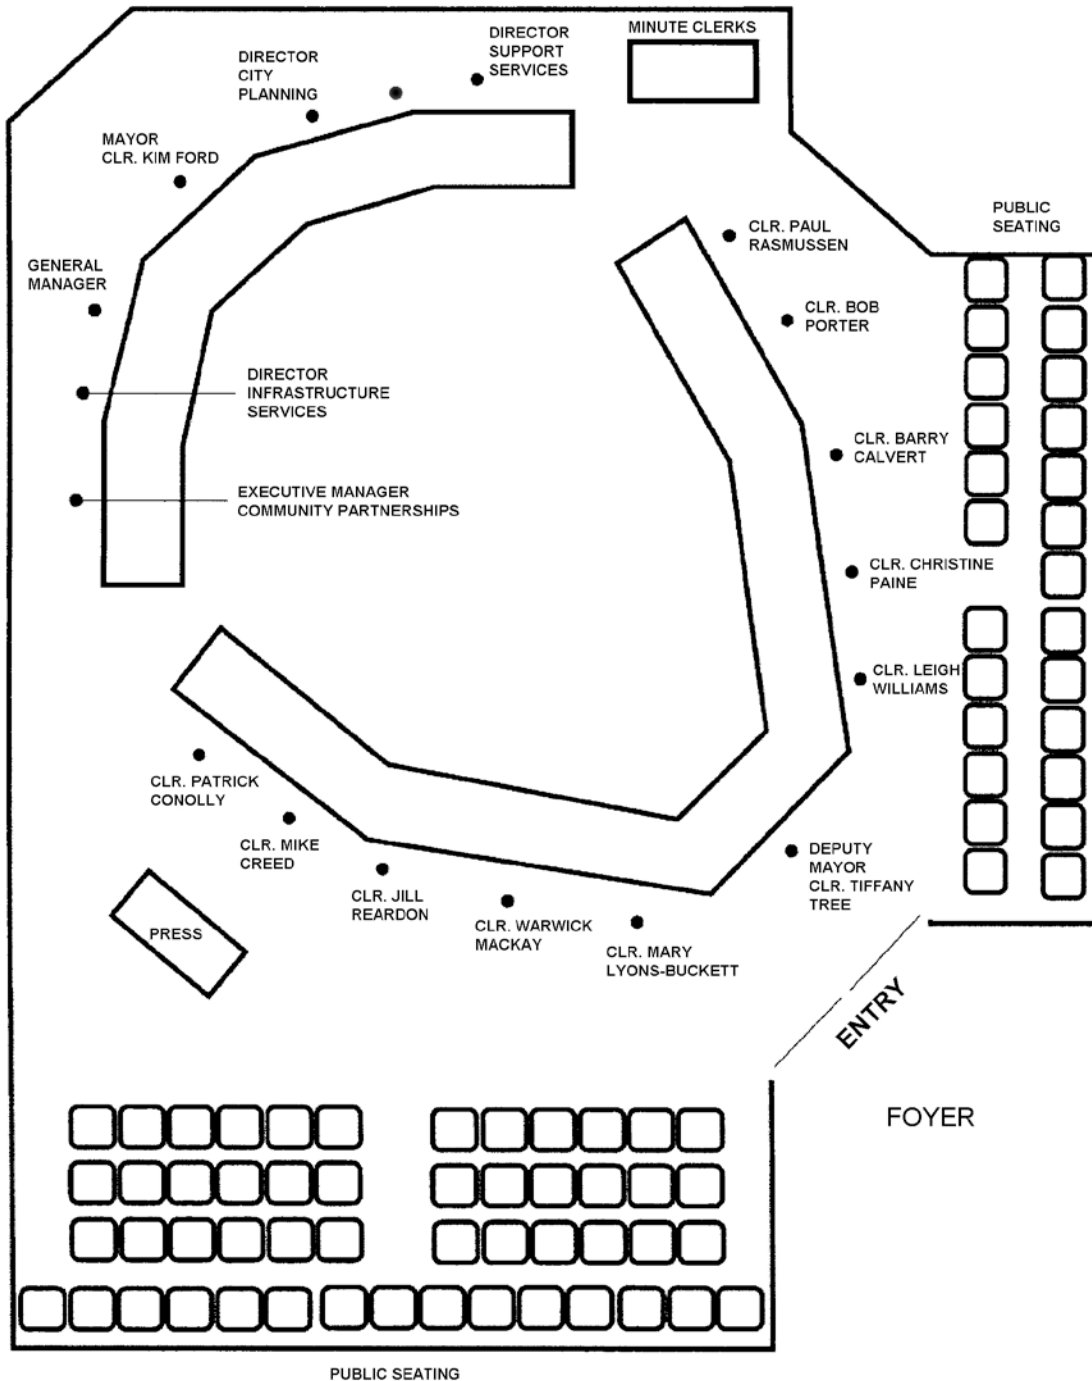 DIRECTOR
SUPPORT
SERVICES
MINUTE CLERKS
DIRECTOR
CITY
PLANNING
MAYOR
CLR. KIM FORD
GENERAL
MANAGER
DIRECTOR
INFRASTRUCTURE
SERVICES
EXECUTIVE MANAGER
COMMUNITY PARTNERSHIPS
CLR. PAUL
RASMUSSEN
CLR. BOB
PORTER
CLR. BARRY
CALVERT
CLR. CHRISTINE
PAINE
CLR. LEIGH
WILLIAMS
PUBLIC
SEATING
DEPUTY
MAYOR
CLR. TIFFANY
TREE
CLR. PATRICK
CONOLLY
CLR. MIKE
CREED
CLR. JILL
REARDON
CLR. WARWICK
MACKAY
CLR. MARY
LYONS-BUCKETT
PRESS
ENTRY
FOYER
PUBLIC SEATING